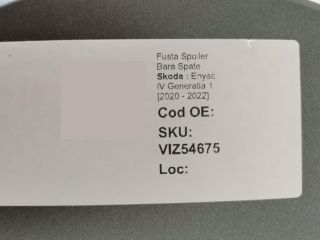 Fusta Spoiler
Bara Spate
Skoda : Enyaq
iV Generatia 1
[2020 - 2022]
Cod OE:
SKU:
VIZ54675
Loc: